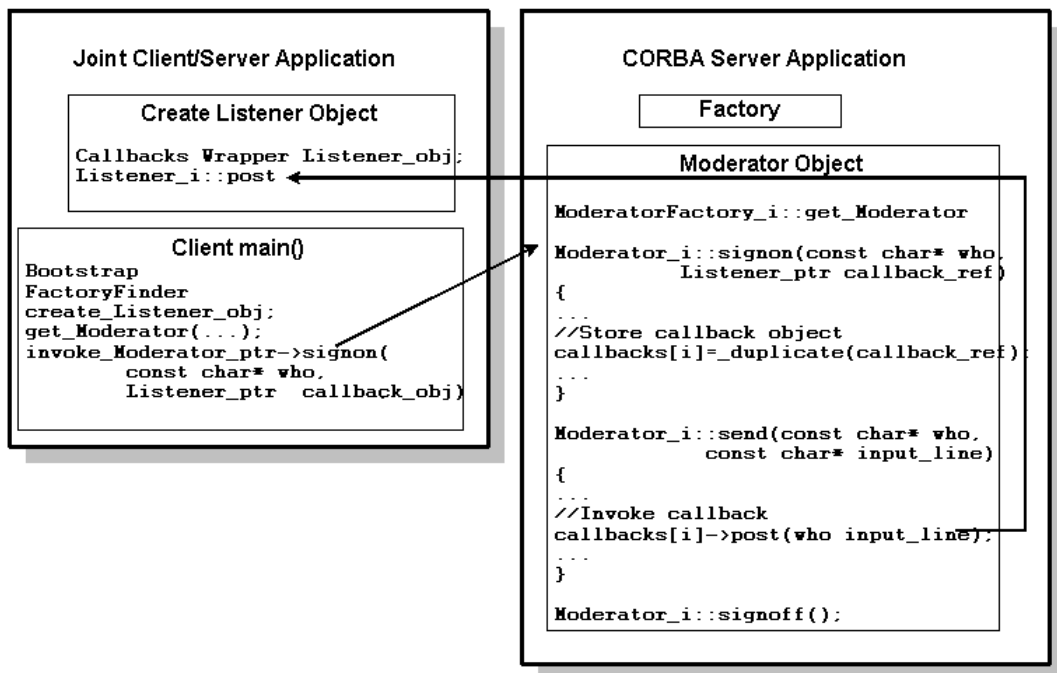 Joint Client/Server Application
Create Listener Object
Callbacks Wrapper Listener_obj;
Listener_i::post
Client main()
Bootstrap
FactoryFinder
create_Listener_obj;
get_Moderator(...);
invoke_Moderator_ptr->signon(
const char* who,
Listener_ptr callback_obj)
CORBA Server Application
Factory
Moderator Object
ModeratorFactory_i::get_Moderator
Moderator_i::signon(const char* who,
Listener_ptr callback_ref)
{
...
//Store callback object
callbacks[i]=_duplicate(callback_ref);
...
}
Moderator_i::send(const char* who,
const char* input_line)
{
...
//Invoke callback
callbacks[i]->post(who input_line);
...
}
Moderator_i::signoff();